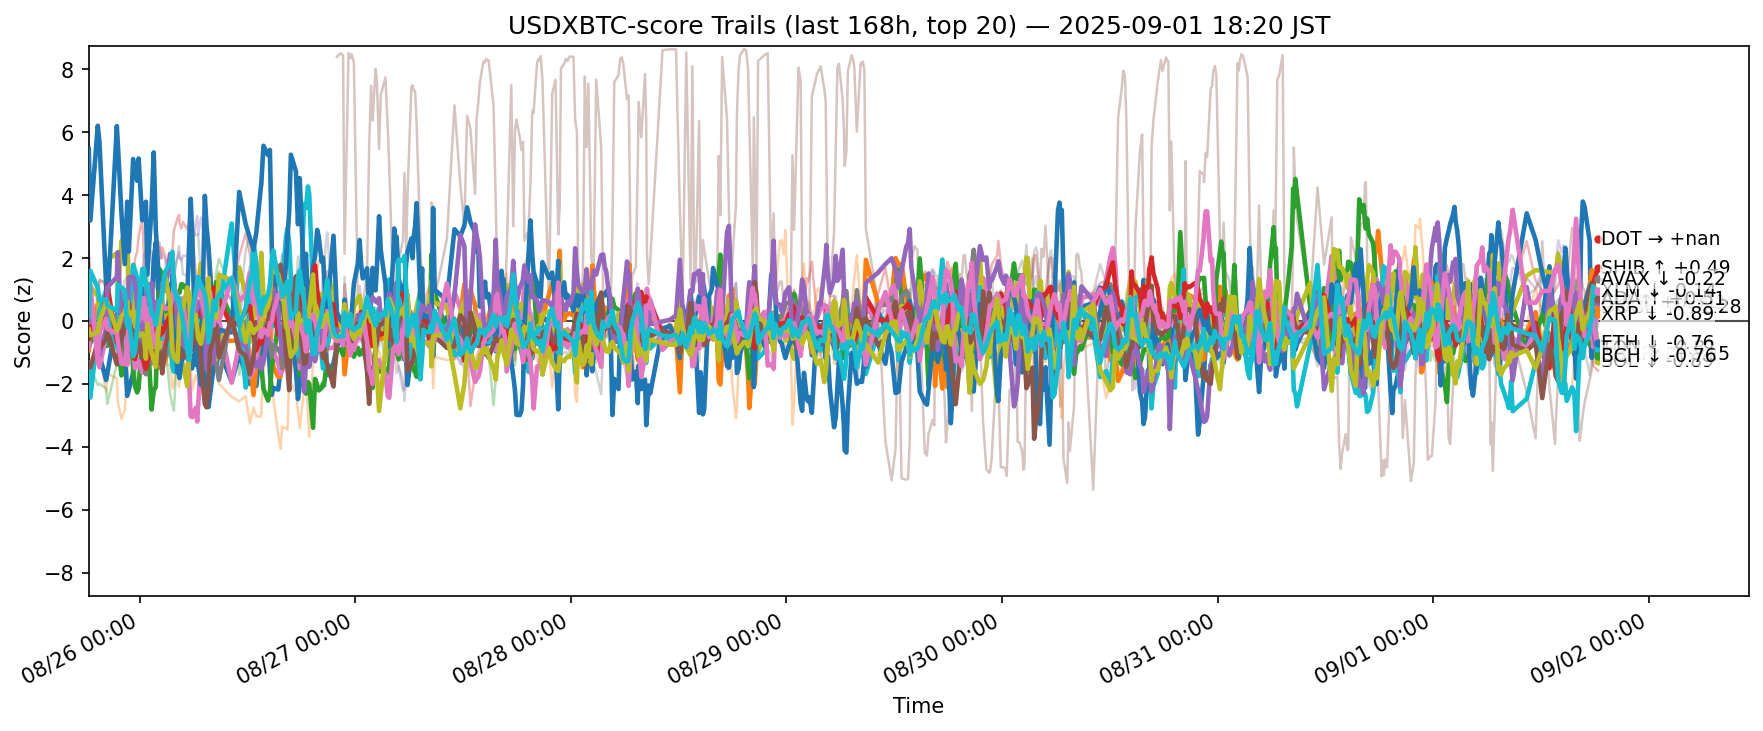 USDXBTC-score Trails (last 168h, top 20) — 2025-09-01 18:20 JST
Score (z)
8
6
4
2
0
−2
−4
−6
−8
DOT → +nan
SHIB ↑ +0.49
AVAX ↓ -0.22
XLM ↓ -0.14
XRP ↓ -0.89
ETH ↓ -0.76
BCH ↓ -0.76
08/26 00:00
08/27 00:00
08/28 00:00
08/29 00:00
08/30 00:00
08/31 00:00
09/01 00:00
09/02 00:00
Time